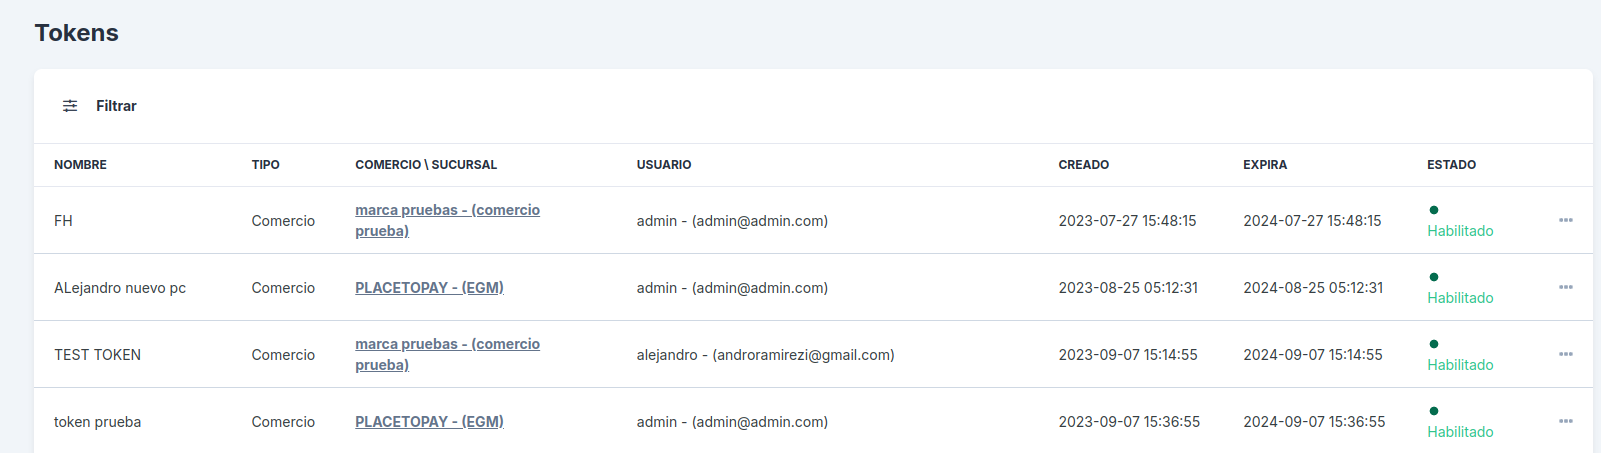 Tokens
Filtrar
NOMBRE TIPO COMERCIO \ SUCURSAL USUARIO CREADO EXPIRA ESTADO
FH Comercio marca pruebas - (comercio prueba) admin - (admin@admin.com) 2023-07-27 15:48:15 2024-07-27 15:48:15 Habilitado
ALejandro nuevo pc Comercio PLACETOPAY - (EGM) admin - (admin@admin.com) 2023-08-25 05:12:31 2024-08-25 05:12:31 Habilitado
TEST TOKEN Comercio marca pruebas - (comercio prueba) alejandro - (androramirezi@gmail.com) 2023-09-07 15:14:55 2024-09-07 15:14:55 Habilitado
token prueba Comercio PLACETOPAY - (EGM) admin - (admin@admin.com) 2023-09-07 15:36:55 2024-09-07 15:36:55 Habilitado